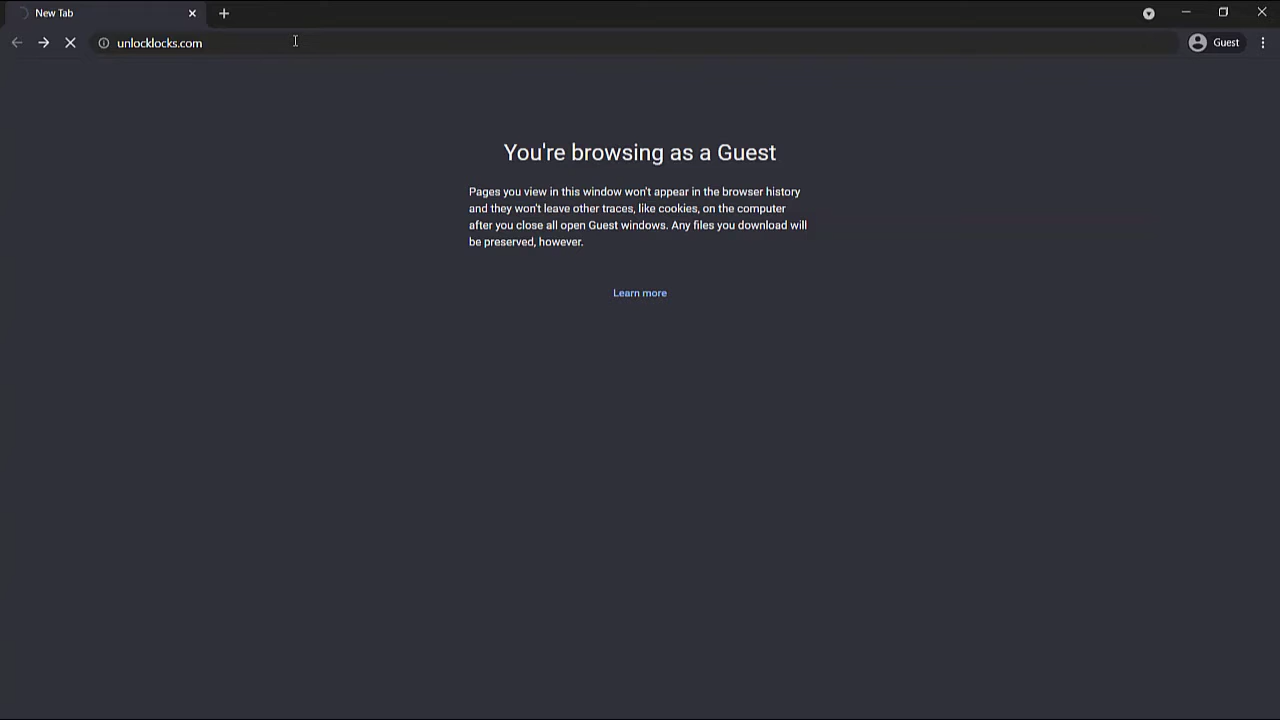 New Tab
unlocklocks.com
Guest
You're browsing as a Guest
Pages you view in this window won't appear in the browser history
and they won't leave other traces, like cookies, on the computer
after you close all open Guest windows. Any files you download will
be preserved, however.
Learn more